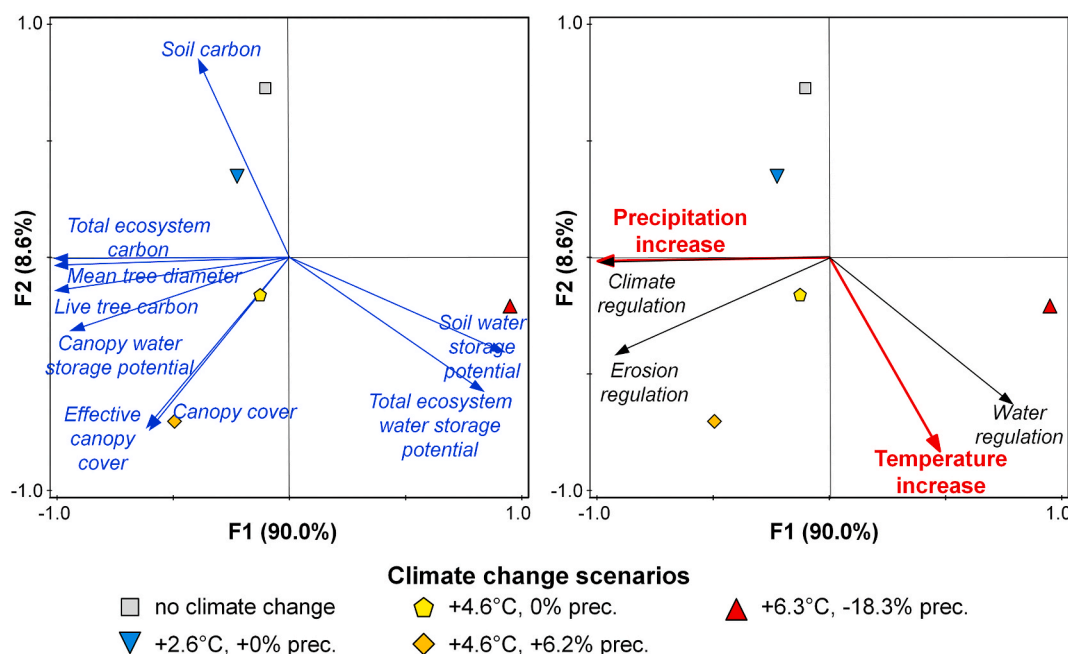 1.0
Soil carbon
Total ecosystem
carbon
Mean tree diameter
Live tree carbon
Canopy water
storage potential
Effective
canopy
cover
Canopy cover
Soil water
storage
potential
Total ecosystem
water storage
potential
F2 (8.6%)
-1.0
-1.0
1.0
F1 (90.0%)
1.0
Precipitation
increase
Climate
regulation
Erosion
regulation
Water
regulation
Temperature
increase
F2 (8.6%)
-1.0
-1.0
1.0
F1 (90.0%)
Climate change scenarios
no climate change
+4.6°C, 0% prec.
+6.3°C, -18.3% prec.
+2.6°C, +0% prec.
+4.6°C, +6.2% prec.